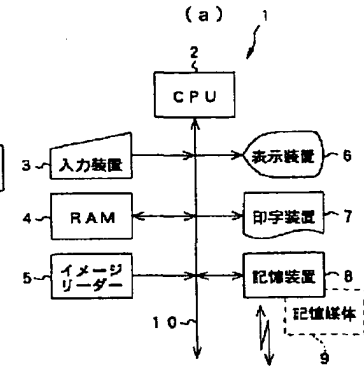 (a)
1
2
CPU
3 入力装置
表示装置 6
4 RAM
印字装置 7
5 イメージ
リーダー
記憶装置 8
記憶媒体
9
10